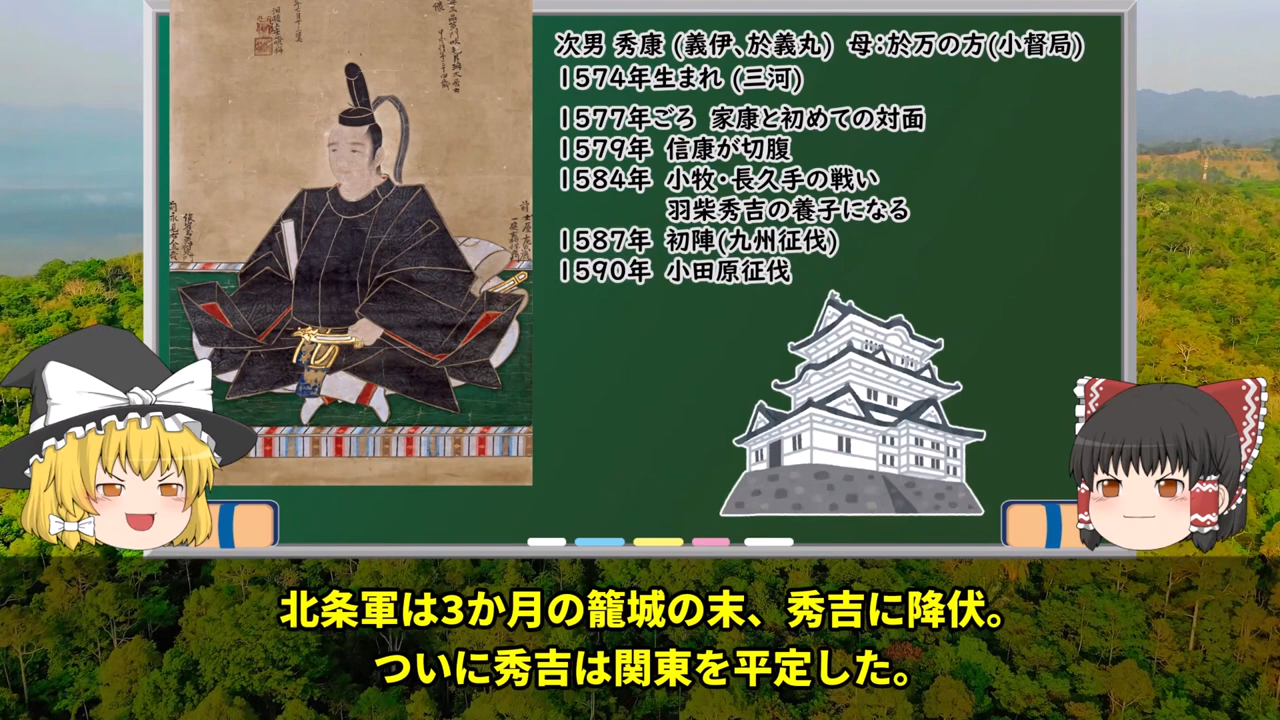 次男 秀康 (義伊、於義丸) 母:於万の方(小督局)
1574年生まれ (三河)
1577年ごろ 家康と初めての対面
1579年 信康が切腹
1584年 小牧・長久手の戦い
羽柴秀吉の養子になる
1587年 初陣(九州征伐)
1590年 小田原征伐
北条軍は3か月の籠城の末、秀吉に降伏。
ついに秀吉は関東を平定した。